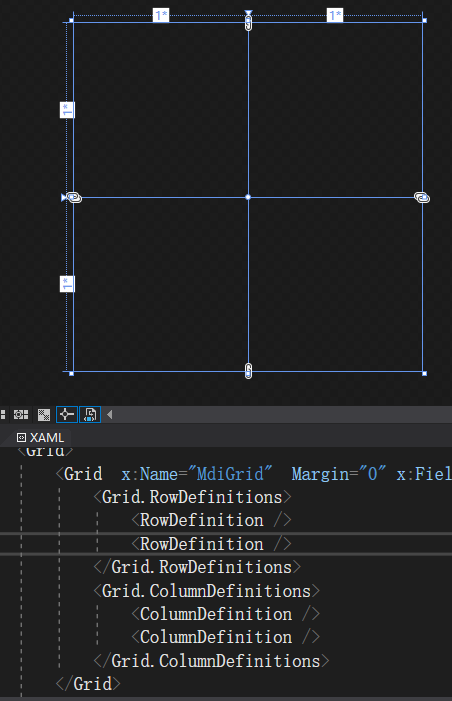 1* 1*
1*
1*
XAML
<Grid>
<Grid  x:Name="MdiGrid"  Margin="0" x:Fiel
<Grid.RowDefinitions>
<RowDefinition />
<RowDefinition />
</Grid.RowDefinitions>
<Grid.ColumnDefinitions>
<ColumnDefinition />
<ColumnDefinition />
</Grid.ColumnDefinitions>
</Grid>